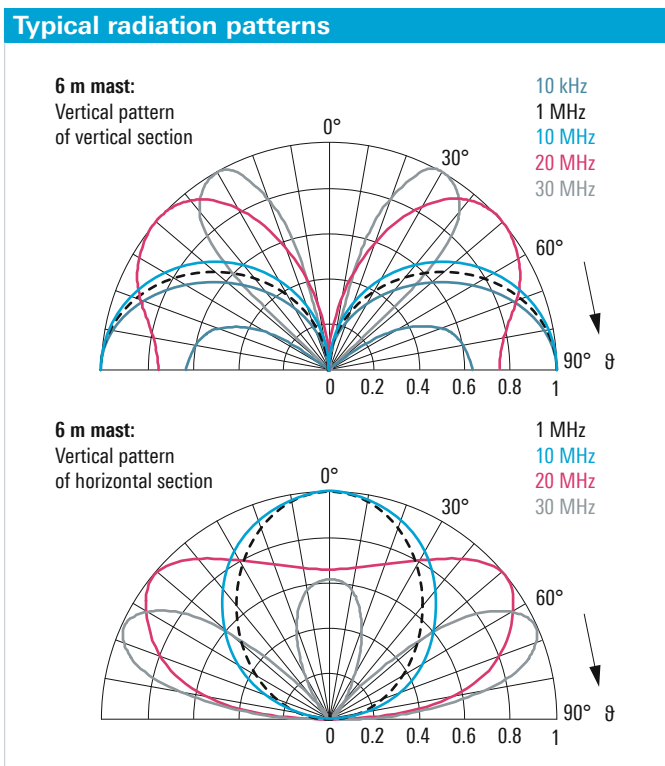 Typical radiation patterns
6 m mast:
Vertical pattern
of vertical section
10 kHz
1 MHz
10 MHz
20 MHz
30 MHz
0°
30°
60°
90° ϑ
0 0.2 0.4 0.6 0.8 1
6 m mast:
Vertical pattern
of horizontal section
1 MHz
10 MHz
20 MHz
30 MHz
0°
30°
60°
90° ϑ
0 0.2 0.4 0.6 0.8 1